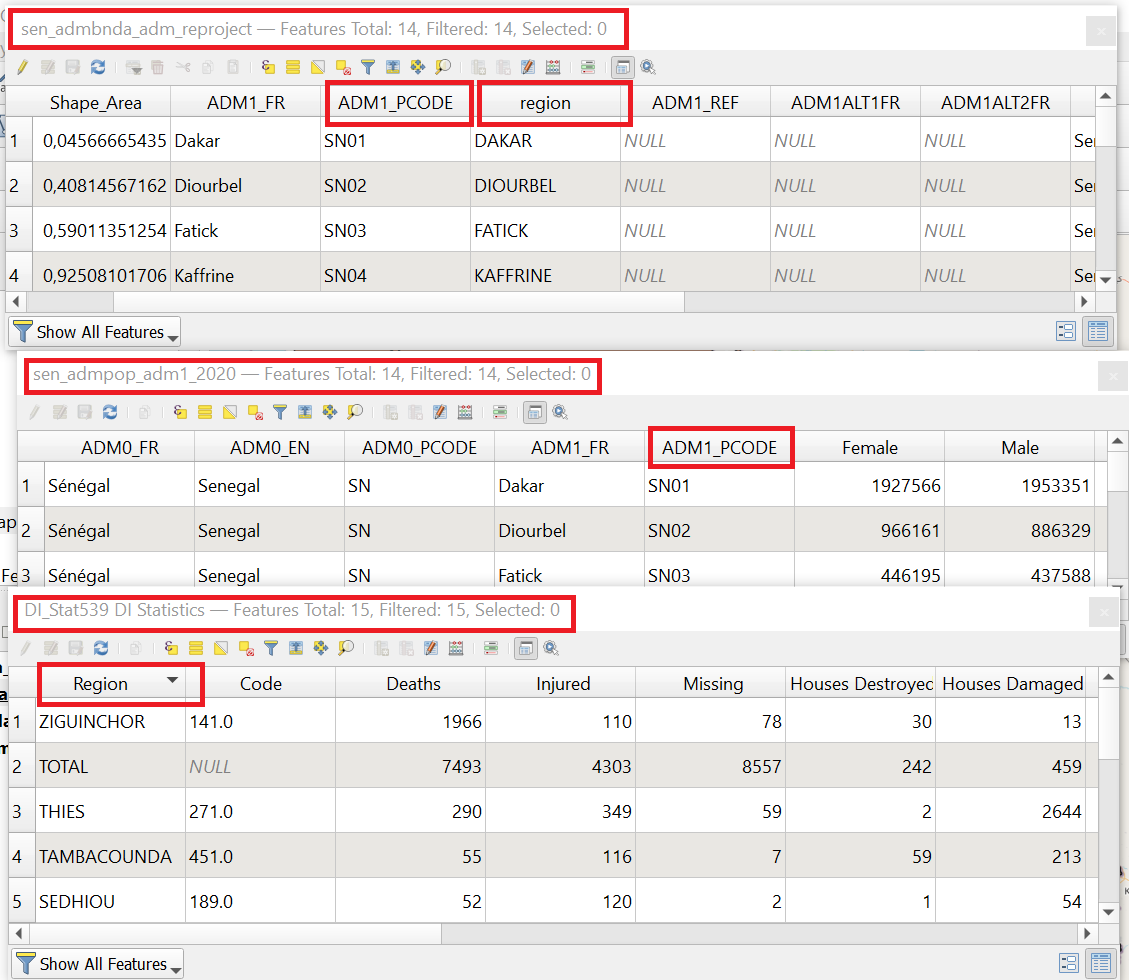 sen_admbnda_adm_reproject — Features Total: 14, Filtered: 14, Selected: 0
Shape_Area ADM1_FR ADM1_PCODE region ADM1_REF ADM1ALT1FR ADM1ALT2FR
1 0,04566665435 Dakar SN01 DAKAR NULL NULL NULL Se
2 0,40814567162 Diourbel SN02 DIOURBEL NULL NULL NULL Se
3 0,59011351254 Fatick SN03 FATICK NULL NULL NULL Se
4 0,92508101706 Kaffrine SN04 KAFFRINE NULL NULL NULL Se
Show All Features
sen_admpop_adm1_2020 — Features Total: 14, Filtered: 14, Selected: 0
ADM0_FR ADM0_EN ADM0_PCODE ADM1_FR ADM1_PCODE Female Male
1 Sénégal Senegal SN Dakar SN01 1927566 1953351
2 Sénégal Senegal SN Diourbel SN02 966161 886329
3 Sénégal Senegal SN Fatick SN03 446195 437588
DI_Stat539 DI Statistics — Features Total: 15, Filtered: 15, Selected: 0
Region Code Deaths Injured Missing Houses Destroyed Houses Damaged
1 ZIGUINCHOR 141.0 1966 110 78 30 13
2 TOTAL NULL 7493 4303 8557 242 459
3 THIES 271.0 290 349 59 2 2644
4 TAMBACOUNDA 451.0 55 116 7 59 213
5 SEDHIOU 189.0 52 120 2 1 54
Show All Features